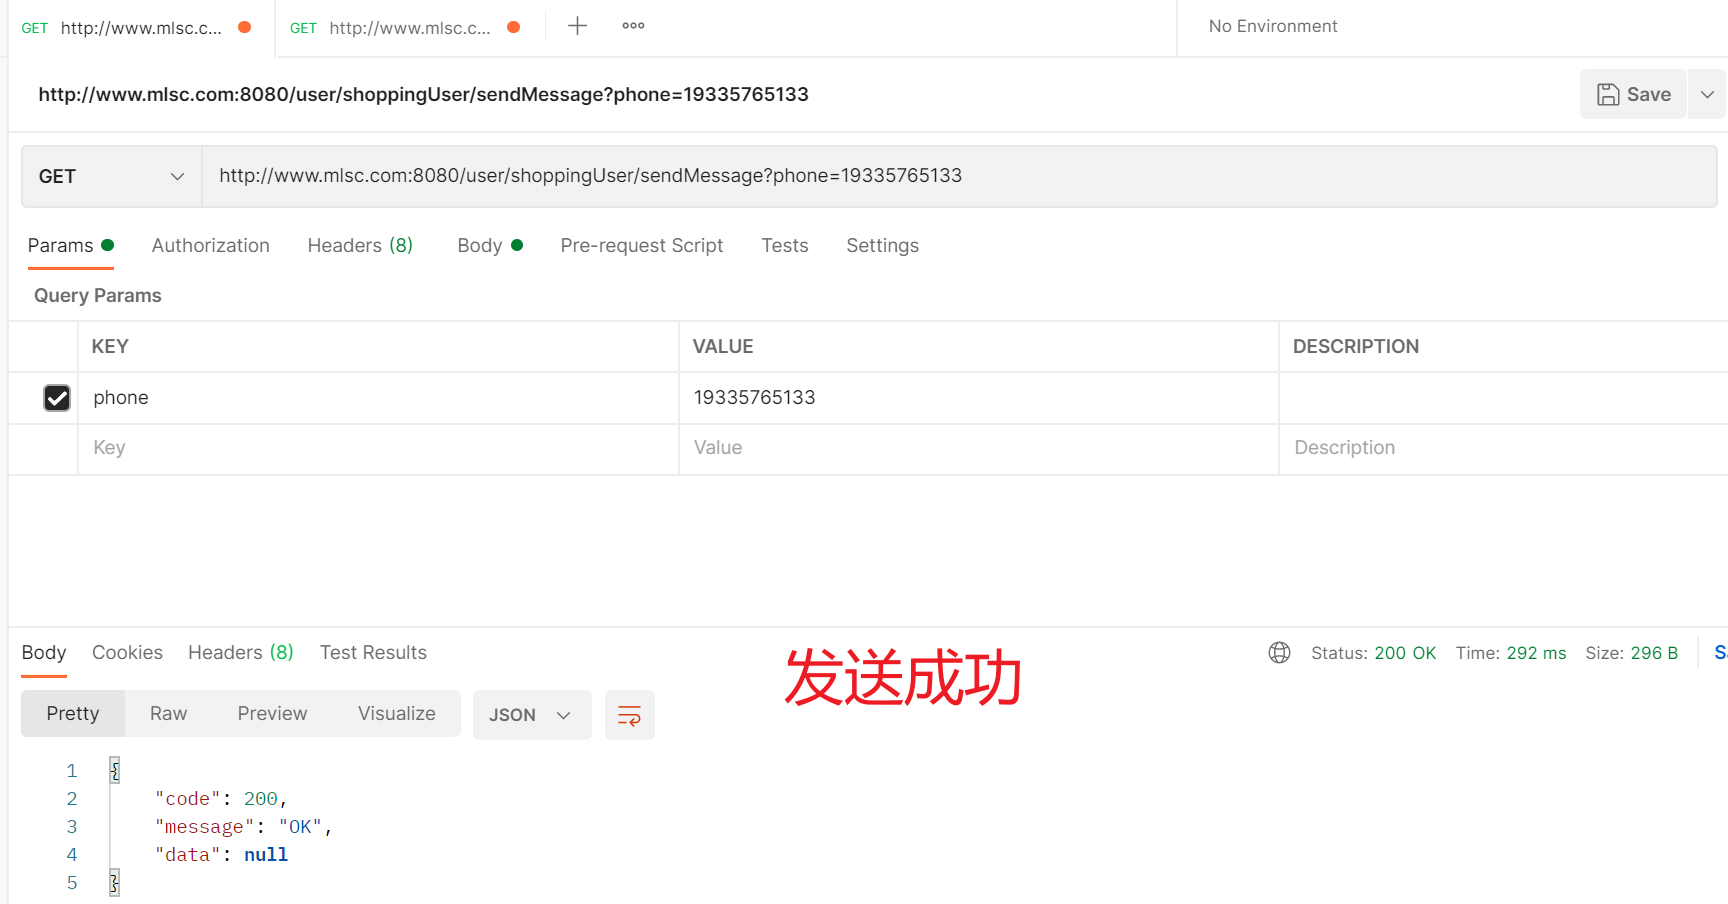 GET http://www.mlsc.c... GET http://www.mlsc.c... No Environment
http://www.mlsc.com:8080/user/shoppingUser/sendMessage?phone=19335765133 Save
GET http://www.mlsc.com:8080/user/shoppingUser/sendMessage?phone=19335765133
Params Authorization Headers (8) Body Pre-request Script Tests Settings
Query Params
KEY VALUE DESCRIPTION
phone 19335765133
Key Value Description
Body Cookies Headers (8) Test Results Status: 200 OK Time: 292 ms Size: 296 B
发送成功
Pretty Raw Preview Visualize JSON
1 {
2 "code": 200,
3 "message": "OK",
4 "data": null
5 }